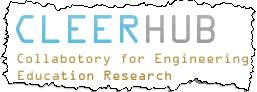 CLEERHUB
Collabotory for Engineering
Education Research